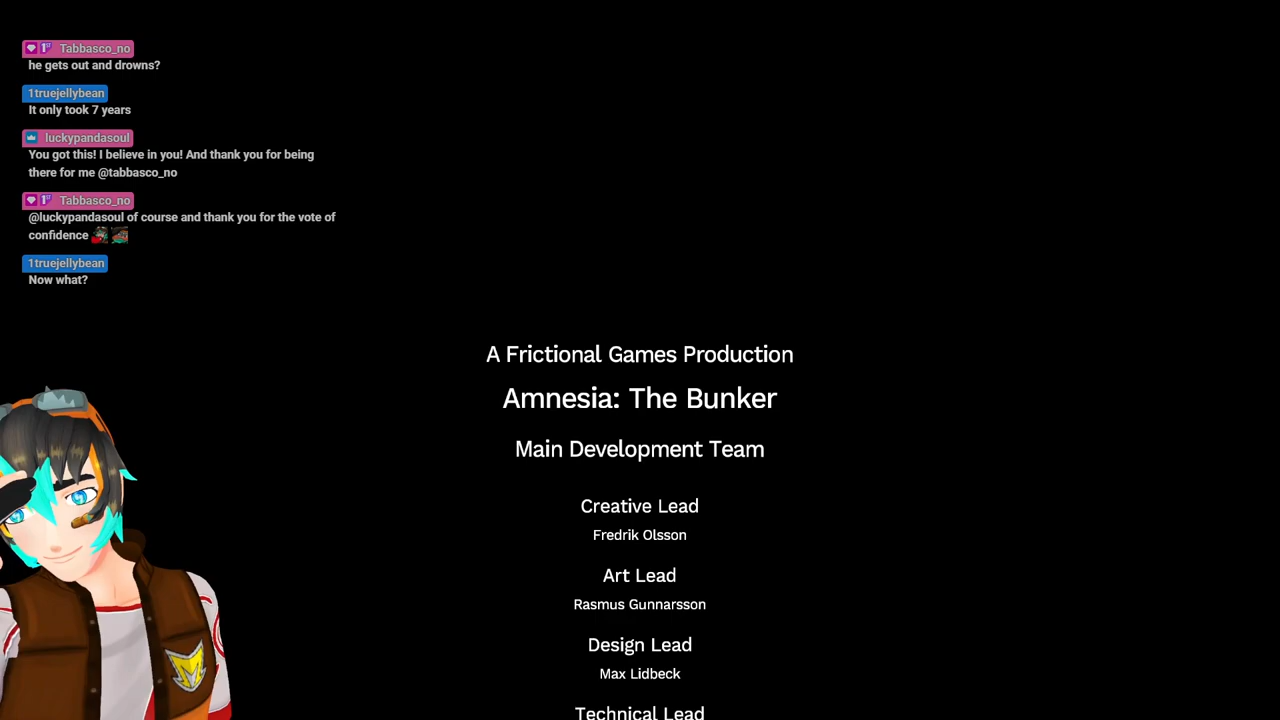 Tabbasco_no
he gets out and drowns?
1truejellybean
It only took 7 years
luckypandasoul
You got this! I believe in you! And thank you for being
there for me @tabbasco_no
Tabbasco_no
@luckypandasoul of course and thank you for the vote of
confidence
1truejellybean
Now what?
A Frictional Games Production
Amnesia: The Bunker
Main Development Team
Creative Lead
Fredrik Olsson
Art Lead
Rasmus Gunnarsson
Design Lead
Max Lidbeck
Technical Lead